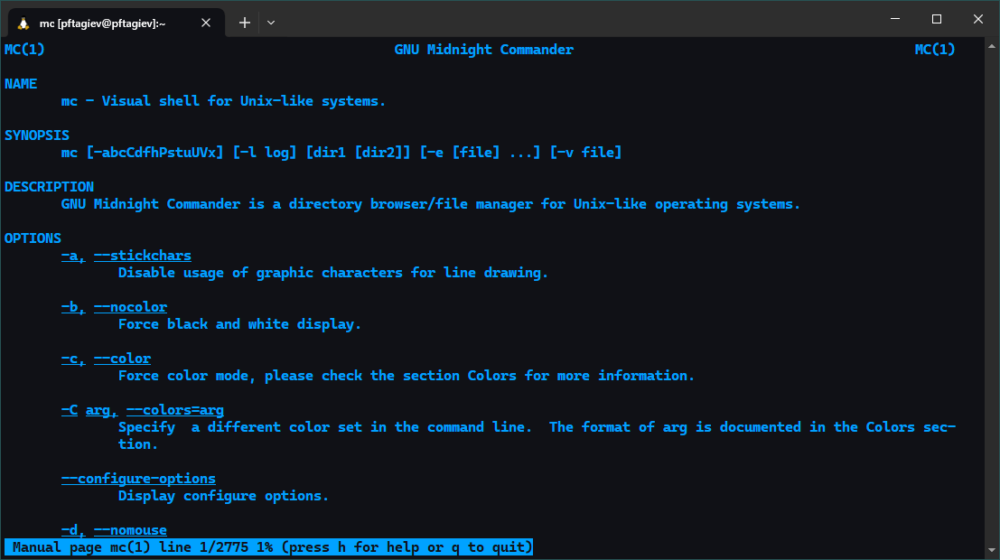 mc [pftagiev@pftagiev]:~
MC(1) GNU Midnight Commander MC(1)
NAME
mc - Visual shell for Unix-like systems.
SYNOPSIS
mc [-abcCdfhPstuUVx] [-l log] [dir1 [dir2]] [-e [file] ...] [-v file]
DESCRIPTION
GNU Midnight Commander is a directory browser/file manager for Unix-like operating systems.
OPTIONS
-a, --stickchars
Disable usage of graphic characters for line drawing.
-b, --nocolor
Force black and white display.
-c, --color
Force color mode, please check the section Colors for more information.
-C arg, --colors=arg
Specify  a different color set in the command line.  The format of arg is documented in the Colors sec-
tion.
--configure-options
Display configure options.
-d, --nomouse
Manual page mc(1) line 1/2775 1% (press h for help or q to quit)